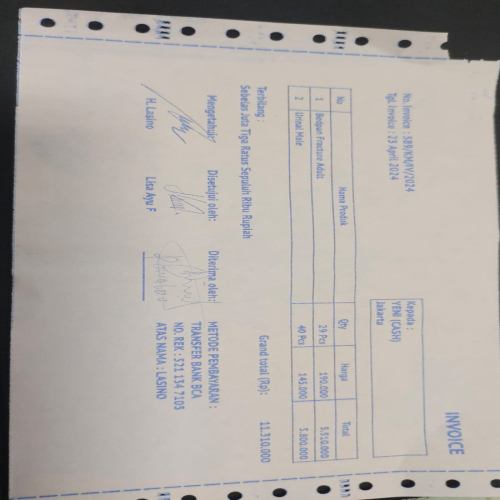 INVOICE
No. Invoice : 589/KM/IV/2024
Tgl. Invoice : 23 April 2024
Kepada :
YENI (CASH)
Jakarta
No Nama Produk Qty Harga Total
1 Bedpan Fracture Adult 29 Pcs 190.000 5.510.000
2 Urinal Male 40 Pcs 145.000 5.800.000
Grand total (Rp): 11.310.000
Terbilang :
Sebelas Juta Tiga Ratus Sepuluh Ribu Rupiah
Mengetahui: Disetujui oleh: Diterima oleh:
H. Lasino Lisa Ayu F
METODE PEMBAYARAN :
TRANSFER BANK BCA
NO. REK : 521 134 7105
ATAS NAMA : LASINO